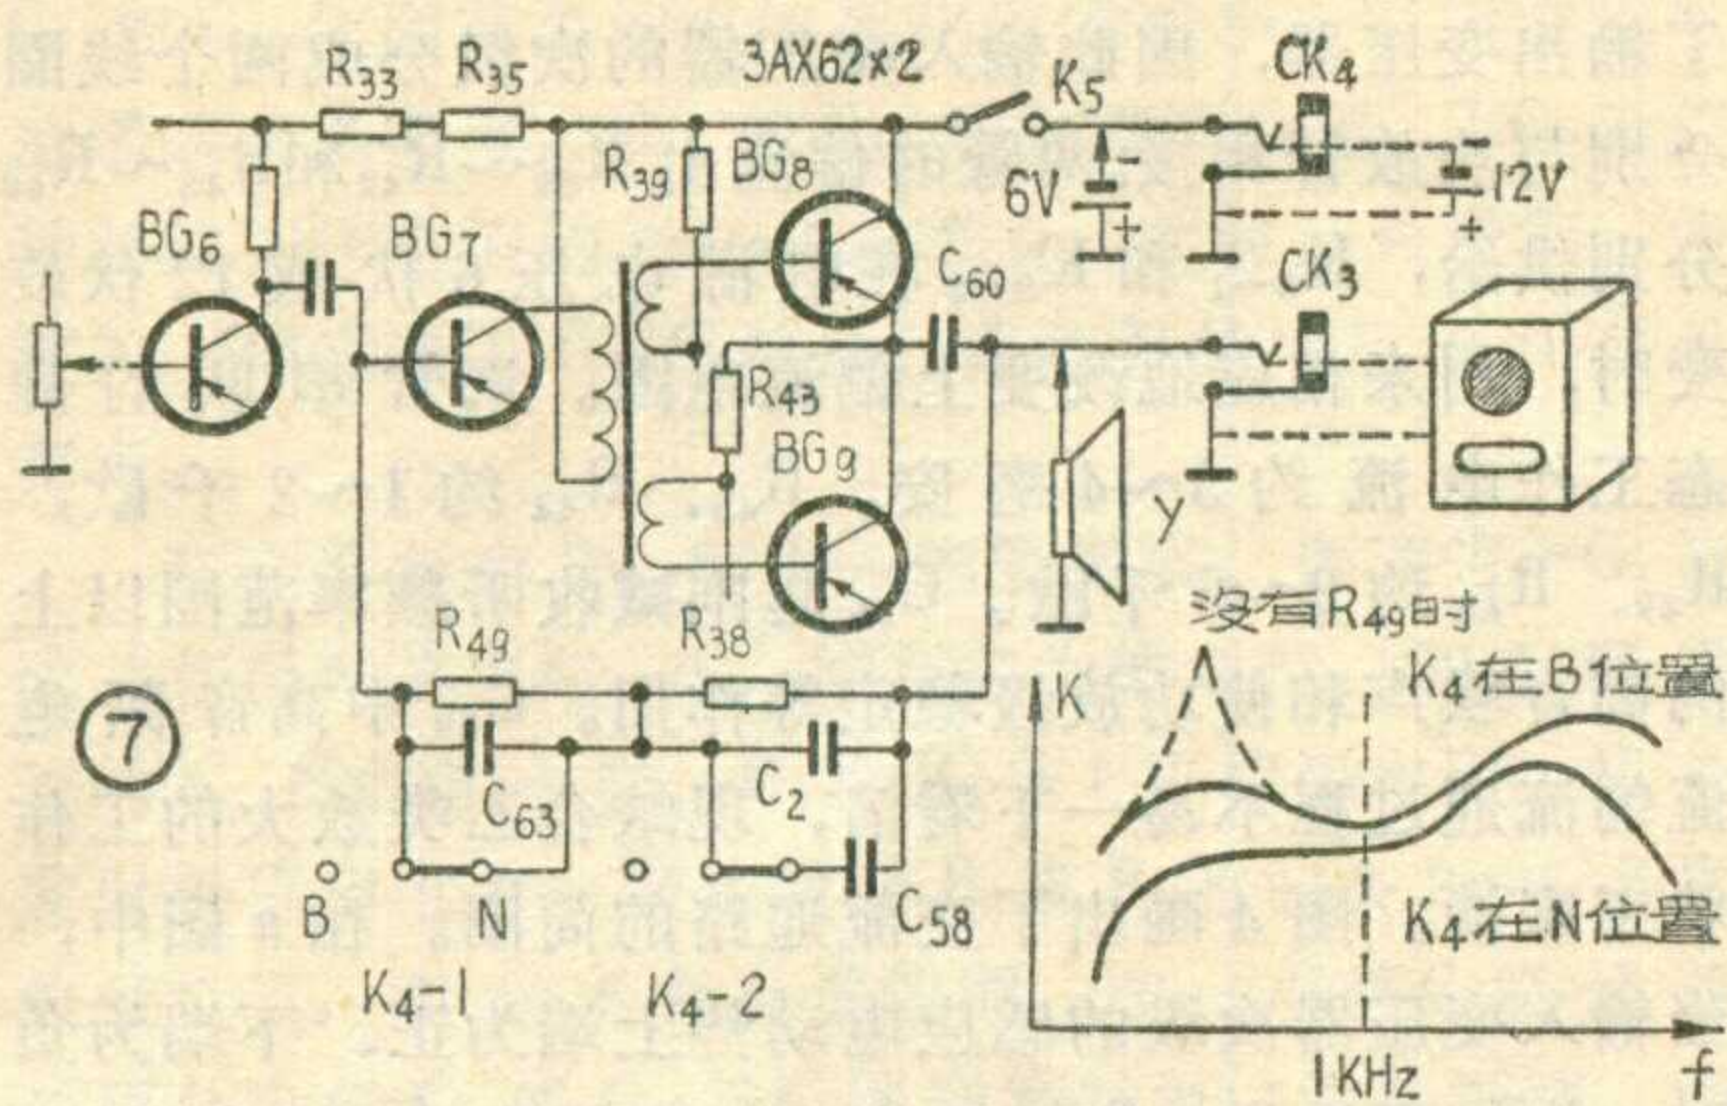 R33
R35
3AX62×2
K5
CK4
R39
BG8
6V
-
+
-
12V
+
BG6
BG7
C60
CK3
R43
BG9
Y
R49
R38
没有R49时
K
K4在B位置
⑦
C63
C2
B
N
C58
K4在N位置
K4-1
K4-2
1KHz
f